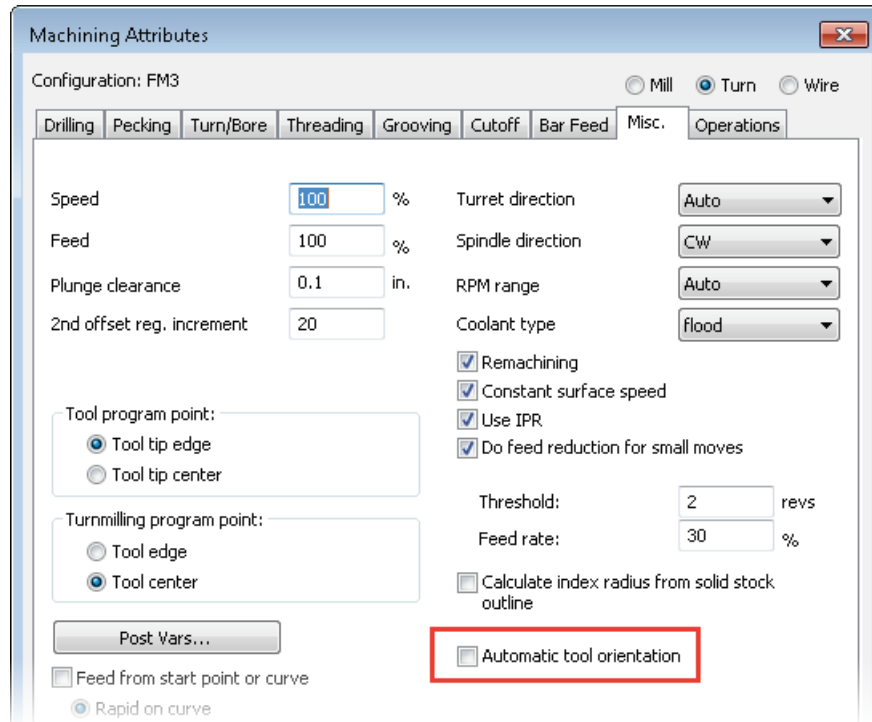 Machining Attributes
Configuration: FM3
Mill Turn Wire
Drilling Pecking Turn/Bore Threading Grooving Cutoff Bar Feed Misc. Operations
Speed 100 % Turret direction Auto
Feed 100 % Spindle direction CW
Plunge clearance 0.1 in. RPM range Auto
2nd offset reg. increment 20 Coolant type flood
Remachining
Constant surface speed
Use IPR
Do feed reduction for small moves
Tool program point:
Tool tip edge
Tool tip center
Threshold: 2 revs
Feed rate: 30 %
Turnmilling program point:
Tool edge
Tool center
Calculate index radius from solid stock
outline
Post Vars...
Automatic tool orientation
Feed from start point or curve
Rapid on curve